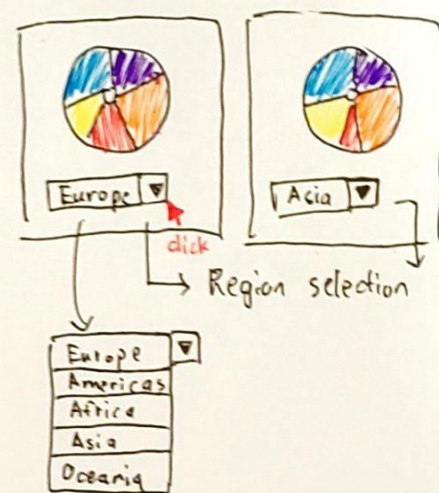 Europe
Asia
click
Region selection
Europe
Americas
Africa
Asia
Oceania